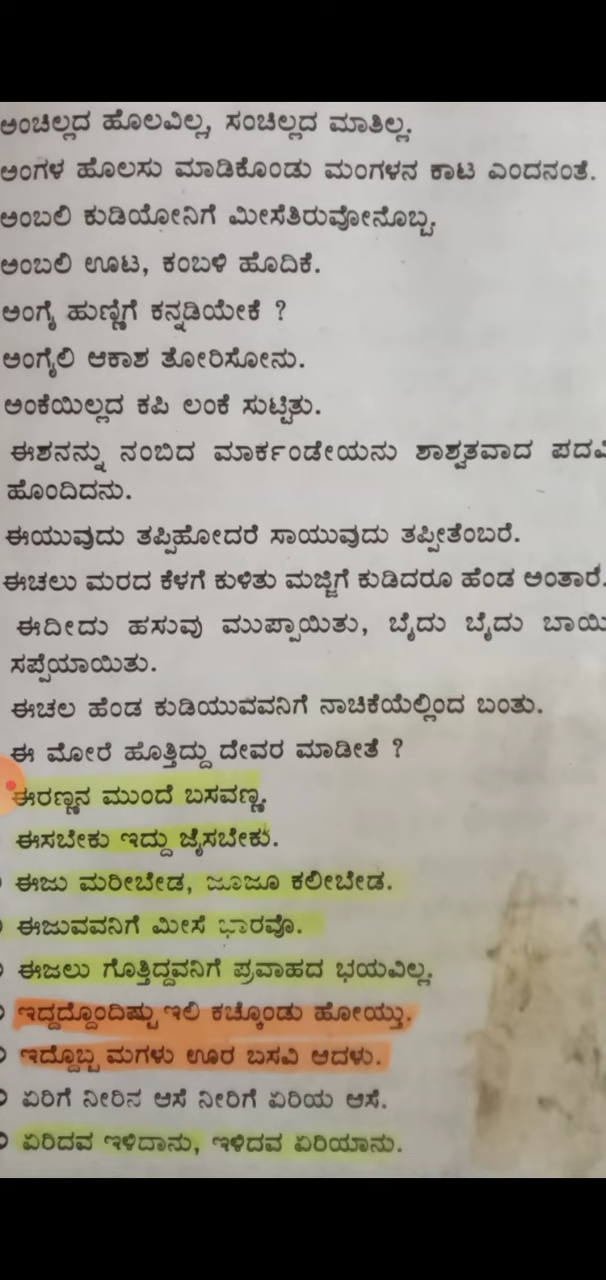 ಅಂಚಿಲ್ಲದ ಹೊಲವಿಲ್ಲ, ಸಂಚಿಲ್ಲದ ಮಾತಿಲ್ಲ.
ಅಂಗಳ ಹೊಲಸು ಮಾಡಿಕೊಂಡು ಮಂಗಳನ ಕಾಟ ಎಂದನಂತೆ.
ಅಂಬಲಿ ಕುಡಿಯೋನಿಗೆ ಮೀಸೆತಿರುವೋನೊಬ್ಬ.
ಅಂಬಲಿ ಊಟ, ಕಂಬಳಿ ಹೊದಿಕೆ.
ಅಂಗೈ ಹುಣ್ಣಿಗೆ ಕನ್ನಡಿಯೇಕೆ ?
ಅಂಗೈಲಿ ಆಕಾಶ ತೋರಿಸೋನು.
ಅಂಕೆಯಿಲ್ಲದ ಕಪಿ ಲಂಕೆ ಸುಟ್ಟಿತು.
ಈಶನನ್ನು ನಂಬಿದ ಮಾರ್ಕಂಡೇಯನು ಶಾಶ್ವತವಾದ ಪದವಿ
ಹೊಂದಿದನು.
ಈಯುವುದು ತಪ್ಪಿಹೋದರೆ ಸಾಯುವುದು ತಪ್ಪೀತೆಂಬರೆ.
ಈಚಲು ಮರದ ಕೆಳಗೆ ಕುಳಿತು ಮಜ್ಜಿಗೆ ಕುಡಿದರೂ ಹೆಂಡ ಅಂತಾರೆ.
ಈದೀದು ಹಸುವು ಮುಪ್ಪಾಯಿತು, ಬೈದು ಬೈದು ಬಾಯಿ
ಸಪ್ಪೆಯಾಯಿತು.
ಈಚಲ ಹೆಂಡ ಕುಡಿಯುವವನಿಗೆ ನಾಚಿಕೆಯೆಲ್ಲಿಂದ ಬಂತು.
ಈ ಮೋರೆ ಹೊತ್ತಿದ್ದು ದೇವರ ಮಾಡೀತೆ ?
ಈರಣ್ಣನ ಮುಂದೆ ಬಸವಣ್ಣ.
ಈಸಬೇಕು ಇದ್ದು ಜೈಸಬೇಕು.
ಈಜು ಮರೀಬೇಡ, ಜೂಜೂ ಕಲೀಬೇಡ.
ಈಜುವವನಿಗೆ ಮೀಸೆ ಭಾರವೊ.
ಈಜಲು ಗೊತ್ತಿದ್ದವನಿಗೆ ಪ್ರವಾಹದ ಭಯವಿಲ್ಲ.
ಇದ್ದದ್ದೊಂದಿಷ್ಟು ಇಲಿ ಕಚ್ಕೊಂಡು ಹೋಯ್ತು.
ಇದ್ದೊಬ್ಬ ಮಗಳು ಊರ ಬಸವಿ ಆದಳು.
ಏರಿಗೆ ನೀರಿನ ಆಸೆ ನೀರಿಗೆ ಏರಿಯ ಆಸೆ.
ಏರಿದವ ಇಳಿದಾನು, ಇಳಿದವ ಏರಿಯಾನು.